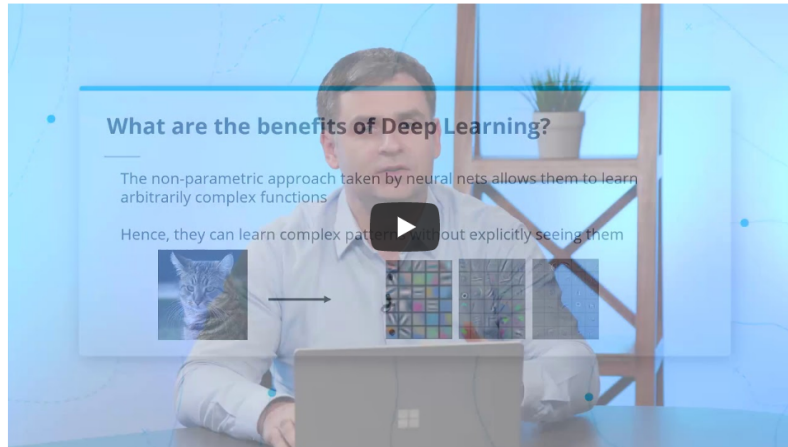 What are the benefits of Deep Learning?
The non-parametric approach taken by neural nets allows them to learn
arbitrarily complex functions
Hence, they can learn complex patterns without explicitly seeing them